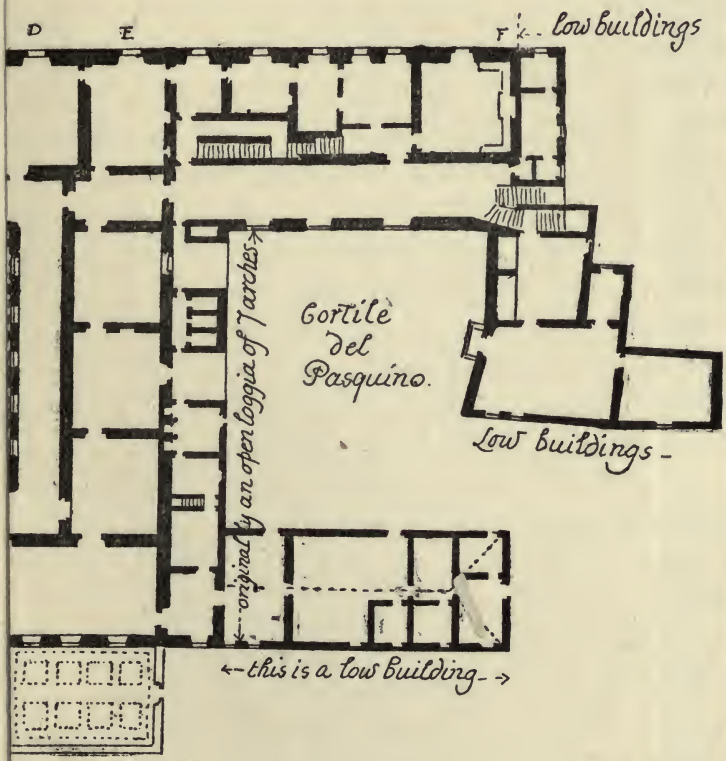 D E F low buildings
Cortile
del
Pasquino.
originally an open loggia of 7 arches
Low buildings -
this is a low building -